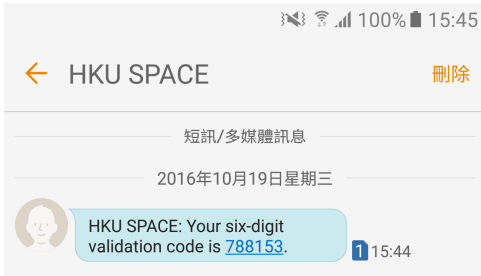 100% 15:45
HKU SPACE 刪除
短訊/多媒體訊息
2016年10月19日星期三
HKU SPACE: Your six-digit
validation code is 788153.
1 15:44